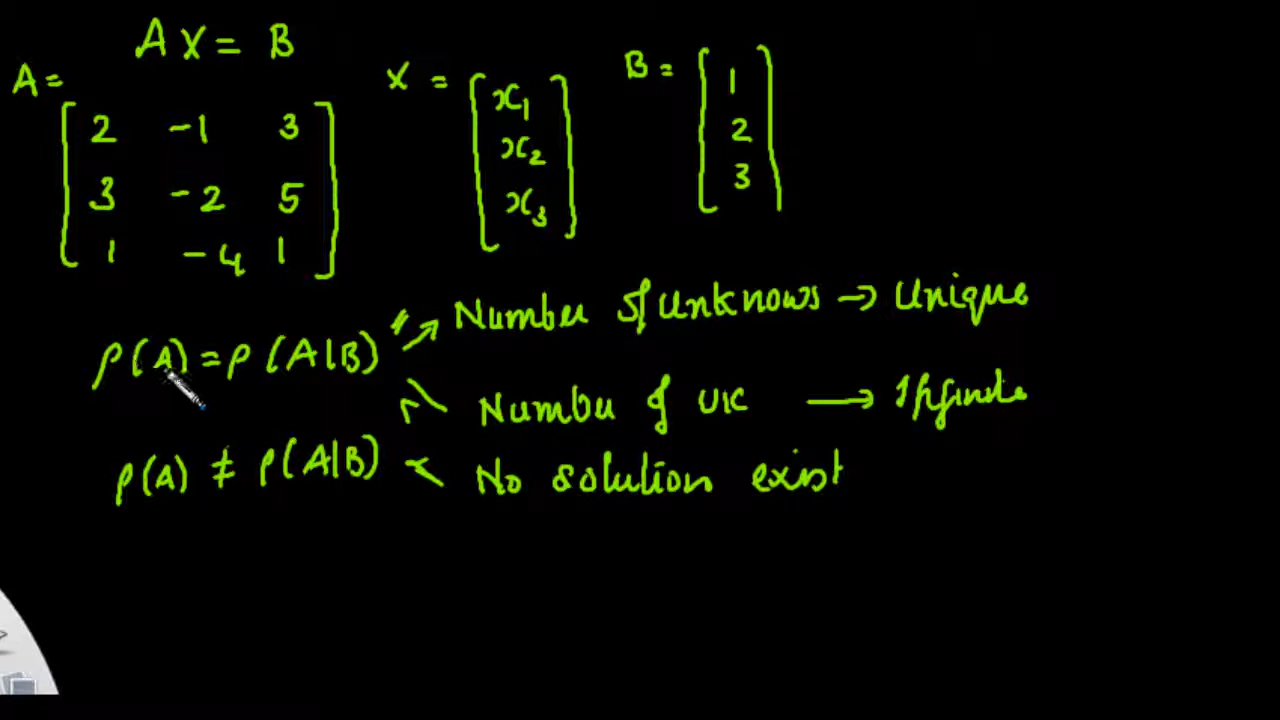 AX = B
A = [ 2 -1 3
3 -2 5
1 -4 1 ]
X = [ x1
x2
x3 ]
B = [ 1
2
3 ]
ρ(A) = ρ(A|B) → Number of unknows → Unique
Number of UK → Infinite
ρ(A) ≠ ρ(A|B) < No solution exist